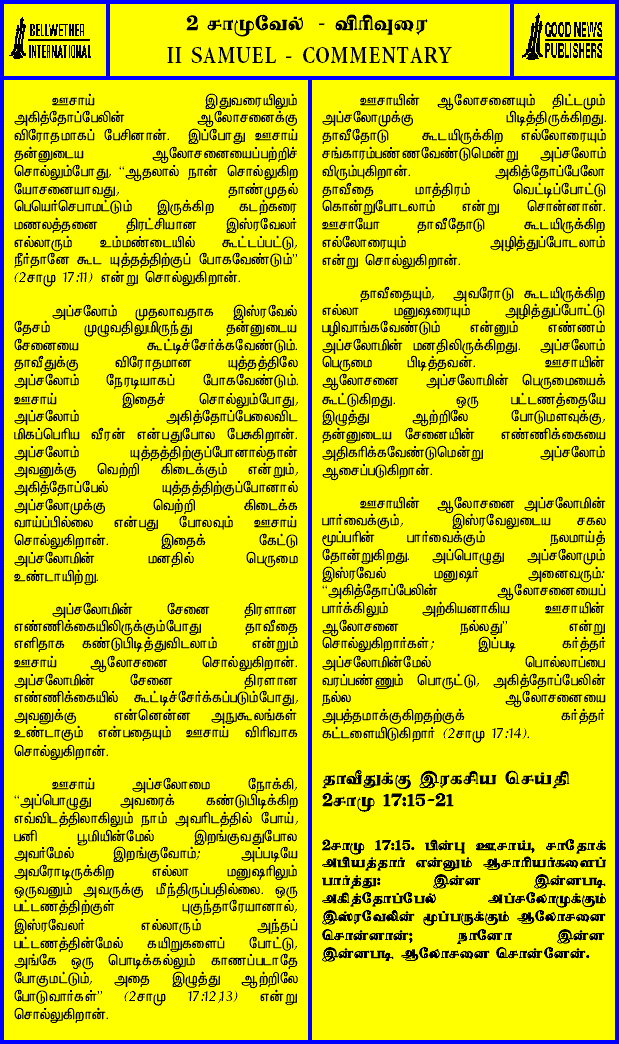 BELLWETHER
INTERNATIONAL
2 சாமுவேல் - விரிவுரை
II SAMUEL - COMMENTARY
GOOD NEWS
PUBLISHERS
ஊசாய் இதுவரையிலும்
அகித்தோப்பேலின் ஆலோசனைக்கு
விரோதமாகப் பேசினான். இப்போது ஊசாய்
தன்னுடைய ஆலோசனையைப்பற்றிச்
சொல்லும்போது, “ஆதலால் நான் சொல்லுகிற
யோசனையாவது, தாண்முதல்
பெயெர்செபாமட்டும் இருக்கிற கடற்கரை
மணலத்தனை திரட்சியான இஸ்ரவேலர்
எல்லாரும் உம்மண்டையில் கூட்டப்பட்டு,
நீர்தானே கூட யுத்தத்திற்குப் போகவேண்டும்”
(2சாமு 17:11) என்று சொல்லுகிறான்.
அப்சலோம் முதலாவதாக இஸ்ரவேல்
தேசம் முழுவதிலுமிருந்து தன்னுடைய
சேனையை கூட்டிச்சேர்க்கவேண்டும்.
தாவீதுக்கு விரோதமான யுத்தத்திலே
அப்சலோம் நேரடியாகப் போகவேண்டும்.
ஊசாய் இதைச் சொல்லும்போது,
அப்சலோம் அகித்தோப்பேலைவிட
மிகப்பெரிய வீரன் என்பதுபோல பேசுகிறான்.
அப்சலோம் யுத்தத்திற்குப்போனால்தான்
அவனுக்கு வெற்றி கிடைக்கும் என்றும்,
அகித்தோப்பேல் யுத்தத்திற்குப்போனால்
அப்சலோமுக்கு வெற்றி கிடைக்க
வாய்ப்பில்லை என்பது போலவும் ஊசாய்
சொல்லுகிறான். இதைக் கேட்டு
அப்சலோமின் மனதில் பெருமை
உண்டாயிற்று.
அப்சலோமின் சேனை திரளான
எண்ணிக்கையிலிருக்கும்போது தாவீதை
எளிதாக கண்டுபிடித்துவிடலாம் என்றும்
ஊசாய் ஆலோசனை சொல்லுகிறான்.
அப்சலோமின் சேனை திரளான
எண்ணிக்கையில் கூட்டிச்சேர்க்கப்படும்போது,
அவனுக்கு என்னென்ன அநுகூலங்கள்
உண்டாகும் என்பதையும் ஊசாய் விரிவாக
சொல்லுகிறான்.
ஊசாய் அப்சலோமை நோக்கி,
“அப்பொழுது அவரைக் கண்டுபிடிக்கிற
எவ்விடத்திலாகிலும் நாம் அவரிடத்தில் போய்,
பனி பூமியின்மேல் இறங்குவதுபோல
அவர்மேல் இறங்குவோம்; அப்படியே
அவரோடிருக்கிற எல்லா மனுஷரிலும்
ஒருவனும் அவருக்கு மீந்திருப்பதில்லை. ஒரு
பட்டணத்திற்குள் புகுந்தாரேயானால்,
இஸ்ரவேலர் எல்லாரும் அந்தப்
பட்டணத்தின்மேல் கயிறுகளைப் போட்டு,
அங்கே ஒரு பொடிக்கல்லும் காணப்படாதே
போகுமட்டும், அதை இழுத்து ஆற்றிலே
போடுவார்கள்” (2சாமு 17:12,13) என்று
சொல்லுகிறான்.
ஊசாயின் ஆலோசனையும் திட்டமும்
அப்சலோமுக்கு பிடித்திருக்கிறது.
தாவீதோடு கூடயிருக்கிற எல்லோரையும்
சங்காரம்பண்ணவேண்டுமென்று அப்சலோம்
விரும்புகிறான். அகித்தோப்பேலோ
தாவீதை மாத்திரம் வெட்டிப்போட்டு
கொன்றுபோடலாம் என்று சொன்னான்.
ஊசாயோ தாவீதோடு கூடயிருக்கிற
எல்லோரையும் அழித்துப்போடலாம்
என்று சொல்லுகிறான்.
தாவீதையும், அவரோடு கூடயிருக்கிற
எல்லா மனுஷரையும் அழித்துப்போட்டு
பழிவாங்கவேண்டும் என்னும் எண்ணம்
அப்சலோமின் மனதிலிருக்கிறது. அப்சலோம்
பெருமை பிடித்தவன். ஊசாயின்
ஆலோசனை அப்சலோமின் பெருமையைக்
கூட்டுகிறது. ஒரு பட்டணத்தையே
இழுத்து ஆற்றிலே போடுமளவுக்கு,
தன்னுடைய சேனையின் எண்ணிக்கையை
அதிகரிக்கவேண்டுமென்று அப்சலோம்
ஆசைப்படுகிறான்.
ஊசாயின் ஆலோசனை அப்சலோமின்
பார்வைக்கும், இஸ்ரவேலுடைய சகல
மூப்பரின் பார்வைக்கும் நலமாய்த்
தோன்றுகிறது. அப்பொழுது அப்சலோமும்
இஸ்ரவேல் மனுஷர் அனைவரும்:
“அகித்தோப்பேலின் ஆலோசனையைப்
பார்க்கிலும் அற்கியனாகிய ஊசாயின்
ஆலோசனை நல்லது” என்று
சொல்லுகிறார்கள்; இப்படி கர்த்தர்
அப்சலோமின்மேல் பொல்லாப்பை
வரப்பண்ணும் பொருட்டு, அகித்தோப்பேலின்
நல்ல ஆலோசனையை
அபத்தமாக்குகிறதற்குக் கர்த்தர்
கட்டளையிடுகிறார் (2சாமு 17:14).
தாவீதுக்கு இரகசிய செய்தி
2சாமு 17:15-21
2சாமு 17:15. பின்பு ஊசாய், சாதோக்
அபியத்தார் என்னும் ஆசாரியர்களைப்
பார்த்து: இன்ன இன்னபடி
அகித்தோப்பேல் அப்சலோமுக்கும்
இஸ்ரவேலின் மூப்பருக்கும் ஆலோசனை
சொன்னான்; நானோ இன்ன
இன்னபடி ஆலோசனை சொன்னேன்.